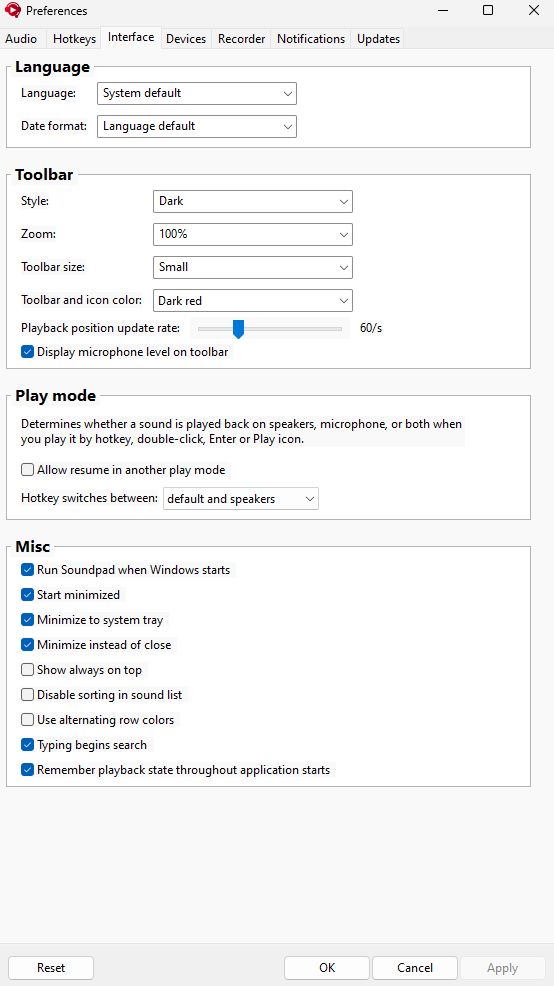 Preferences
Audio Hotkeys Interface Devices Recorder Notifications Updates
Language
Language: System default
Date format: Language default
Toolbar
Style: Dark
Zoom: 100%
Toolbar size: Small
Toolbar and icon color: Dark red
Playback position update rate: 60/s
Display microphone level on toolbar
Play mode
Determines whether a sound is played back on speakers, microphone, or both when
you play it by hotkey, double-click, Enter or Play icon.
Allow resume in another play mode
Hotkey switches between: default and speakers
Misc
Run Soundpad when Windows starts
Start minimized
Minimize to system tray
Minimize instead of close
Show always on top
Disable sorting in sound list
Use alternating row colors
Typing begins search
Remember playback state throughout application starts
Reset OK Cancel Apply